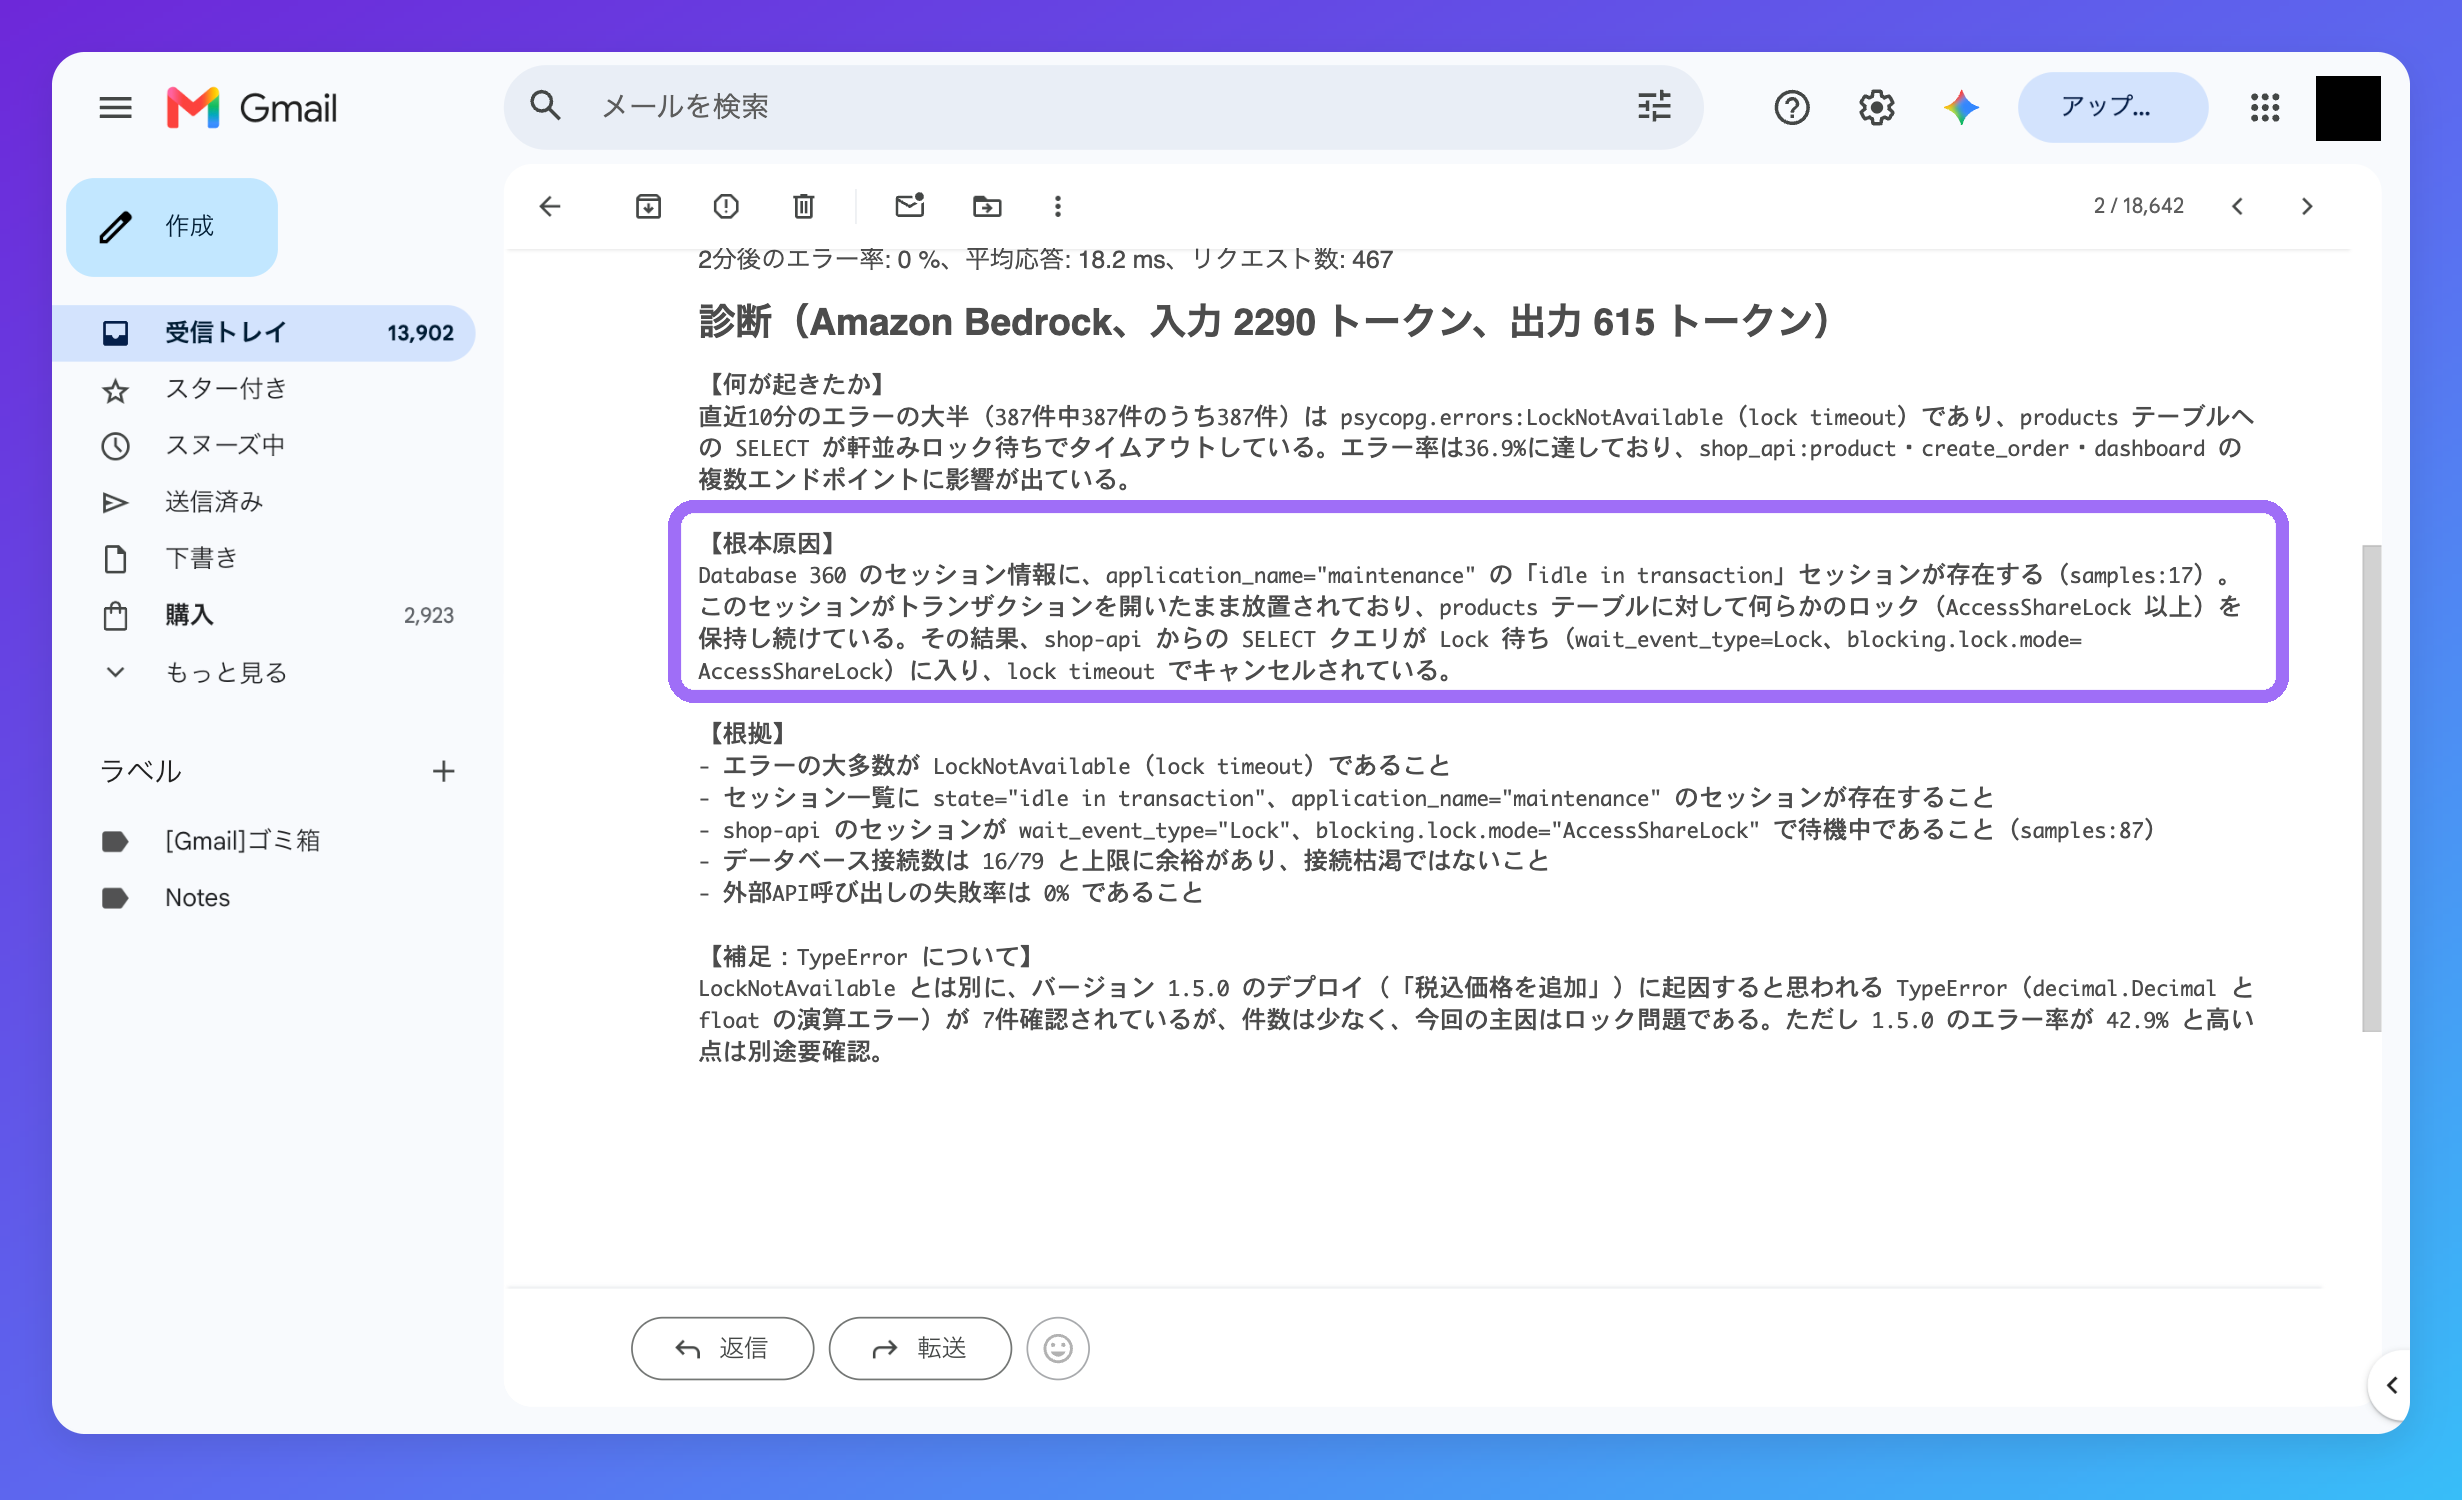 Gmail
メールを検索
アップ...
作成
2 / 18,642
受信トレイ 13,902
スター付き
スヌーズ中
送信済み
下書き
購入 2,923
もっと見る
ラベル
[Gmail]ゴミ箱
Notes
2分後のエラー率: 0 %、平均応答: 18.2 ms、リクエスト数: 467
診断（Amazon Bedrock、入力 2290 トークン、出力 615 トークン）
【何が起きたか】
直近10分のエラーの大半（387件中387件のうち387件）は psycopg.errors:LockNotAvailable（lock timeout）であり、products テーブルへ
の SELECT が軒並みロック待ちでタイムアウトしている。エラー率は36.9%に達しており、shop_api:product・create_order・dashboard の
複数エンドポイントに影響が出ている。
【根本原因】
Database 360 のセッション情報に、application_name="maintenance" の「idle in transaction」セッションが存在する（samples:17）。
このセッションがトランザクションを開いたまま放置されており、products テーブルに対して何らかのロック（AccessShareLock 以上）を
保持し続けている。その結果、shop-api からの SELECT クエリが Lock 待ち（wait_event_type=Lock、blocking.lock.mode=
AccessShareLock）に入り、lock timeout でキャンセルされている。
【根拠】
- エラーの大多数が LockNotAvailable（lock timeout）であること
- セッション一覧に state="idle in transaction"、application_name="maintenance" のセッションが存在すること
- shop-api のセッションが wait_event_type="Lock"、blocking.lock.mode="AccessShareLock" で待機中であること（samples:87）
- データベース接続数は 16/79 と上限に余裕があり、接続枯渇ではないこと
- 外部API呼び出しの失敗率は 0% であること
【補足：TypeError について】
LockNotAvailable とは別に、バージョン 1.5.0 のデプロイ（「税込価格を追加」）に起因すると思われる TypeError（decimal.Decimal と
float の演算エラー）が 7件確認されているが、件数は少なく、今回の主因はロック問題である。ただし 1.5.0 のエラー率が 42.9% と高い
点は別途要確認。
返信
転送